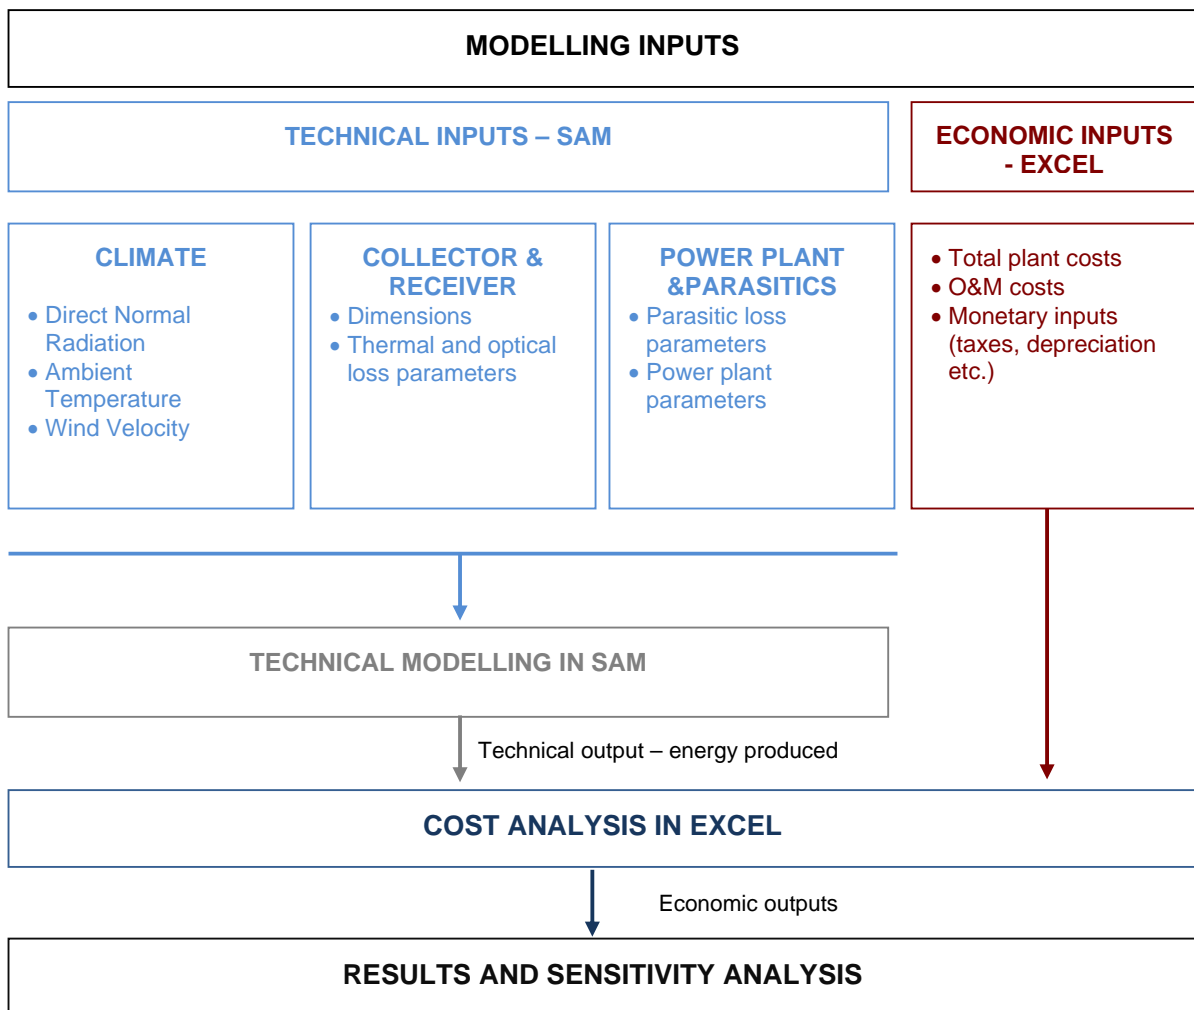 MODELLING INPUTS
TECHNICAL INPUTS – SAM
ECONOMIC INPUTS
- EXCEL
CLIMATE
• Direct Normal
Radiation
• Ambient
Temperature
• Wind Velocity
COLLECTOR &
RECEIVER
• Dimensions
• Thermal and optical
loss parameters
POWER PLANT
&PARASITICS
• Parasitic loss
parameters
• Power plant
parameters
• Total plant costs
• O&M costs
• Monetary inputs
(taxes, depreciation
etc.)
TECHNICAL MODELLING IN SAM
Technical output – energy produced
COST ANALYSIS IN EXCEL
Economic outputs
RESULTS AND SENSITIVITY ANALYSIS